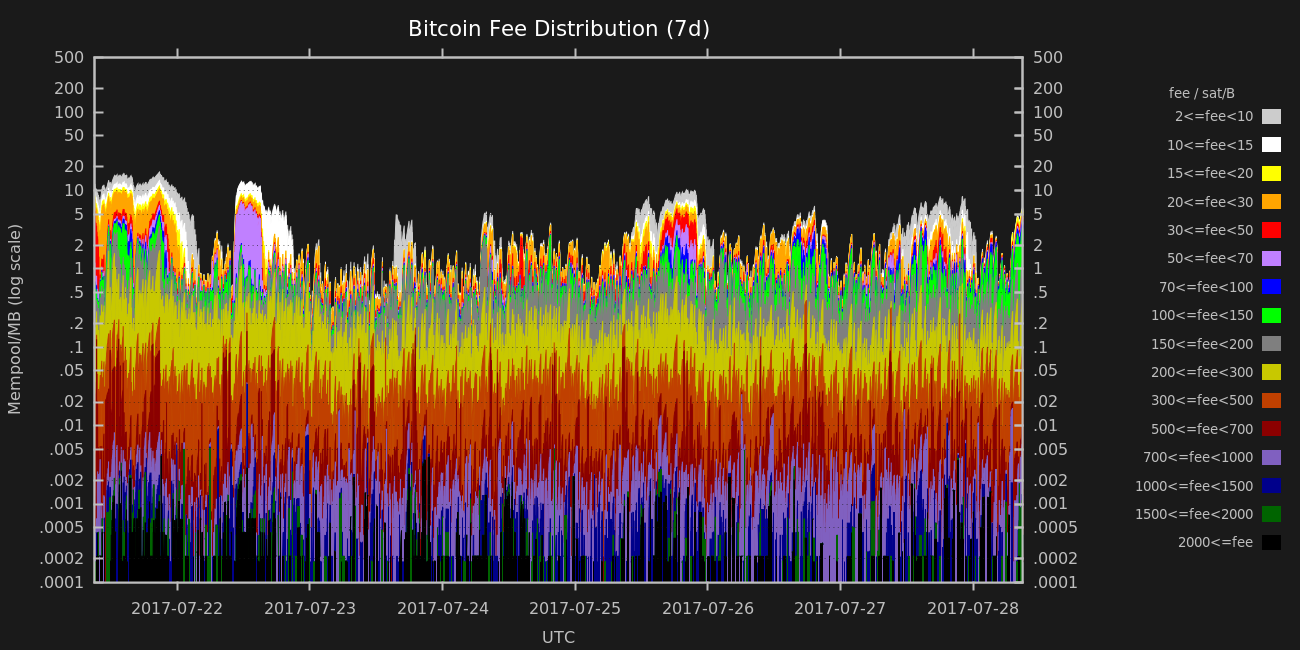 Bitcoin Fee Distribution (7d)
500 500
200 200
100 100
50 50
20 20
10 10
5 5
2 2
1 1
.5 .5
.2 .2
.1 .1
.05 .05
.02 .02
.01 .01
.005 .005
.002 .002
.001 .001
.0005 .0005
.0002 .0002
.0001 .0001
Mempool/MB (log scale)
2017-07-22 2017-07-23 2017-07-24 2017-07-25 2017-07-26 2017-07-27 2017-07-28
UTC
fee / sat/B
2<=fee<10
10<=fee<15
15<=fee<20
20<=fee<30
30<=fee<50
50<=fee<70
70<=fee<100
100<=fee<150
150<=fee<200
200<=fee<300
300<=fee<500
500<=fee<700
700<=fee<1000
1000<=fee<1500
1500<=fee<2000
2000<=fee